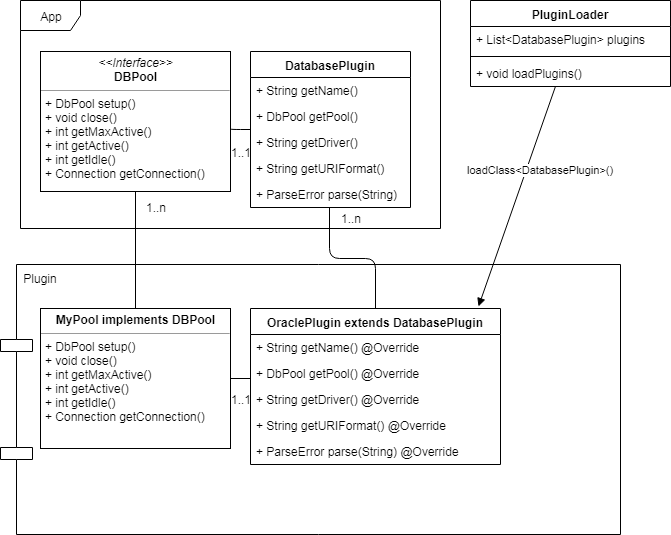 App
<<Interface>>
DBPool
+ DbPool setup()
+ void close()
+ int getMaxActive()
+ int getActive()
+ int getIdle()
+ Connection getConnection()
1..1
DatabasePlugin
+ String getName()
+ DbPool getPool()
+ String getDriver()
+ String getURIFormat()
+ ParseError parse(String)
PluginLoader
+ List<DatabasePlugin> plugins
+ void loadPlugins()
loadClass<DatabasePlugin>()
1..n
1..n
Plugin
MyPool implements DBPool
+ DbPool setup()
+ void close()
+ int getMaxActive()
+ int getActive()
+ int getIdle()
+ Connection getConnection()
1..1
OraclePlugin extends DatabasePlugin
+ String getName() @Override
+ DbPool getPool() @Override
+ String getDriver() @Override
+ String getURIFormat() @Override
+ ParseError parse(String) @Override